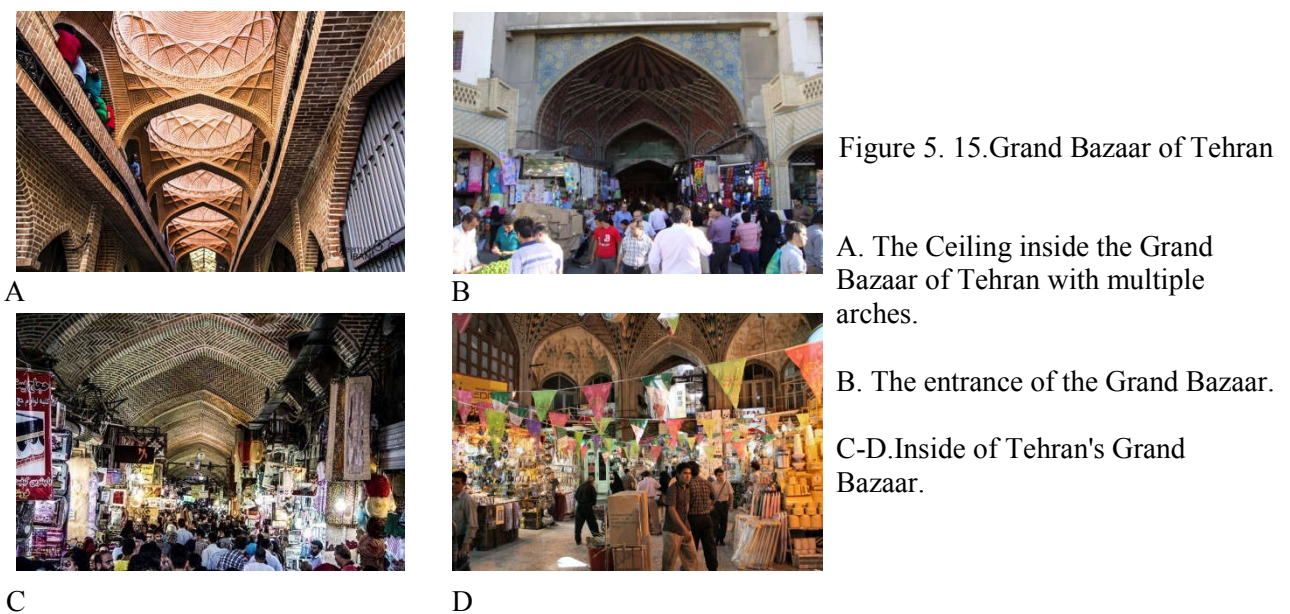 A
B
C
D
Figure 5. 15.Grand Bazaar of Tehran
A. The Ceiling inside the Grand
Bazaar of Tehran with multiple
arches.
B. The entrance of the Grand Bazaar.
C-D.Inside of Tehran's Grand
Bazaar.